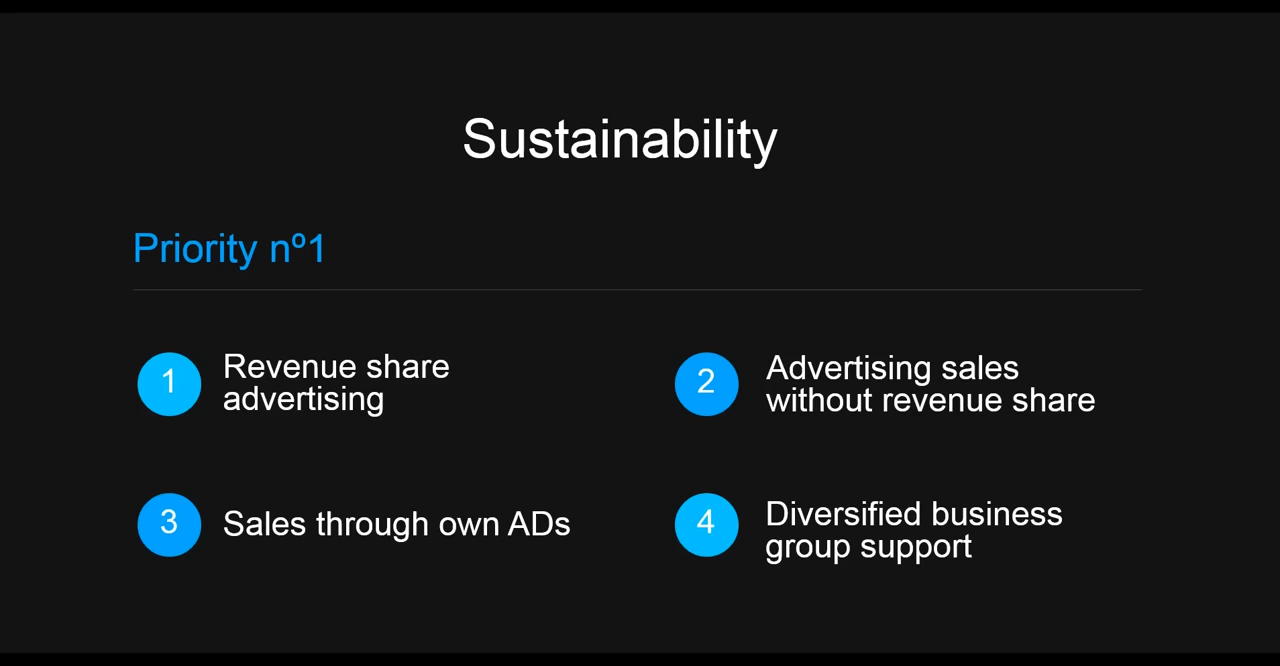 Sustainability
Priority nº1
1
Revenue share
advertising
2
Advertising sales
without revenue share
3
Sales through own ADs
4
Diversified business
group support